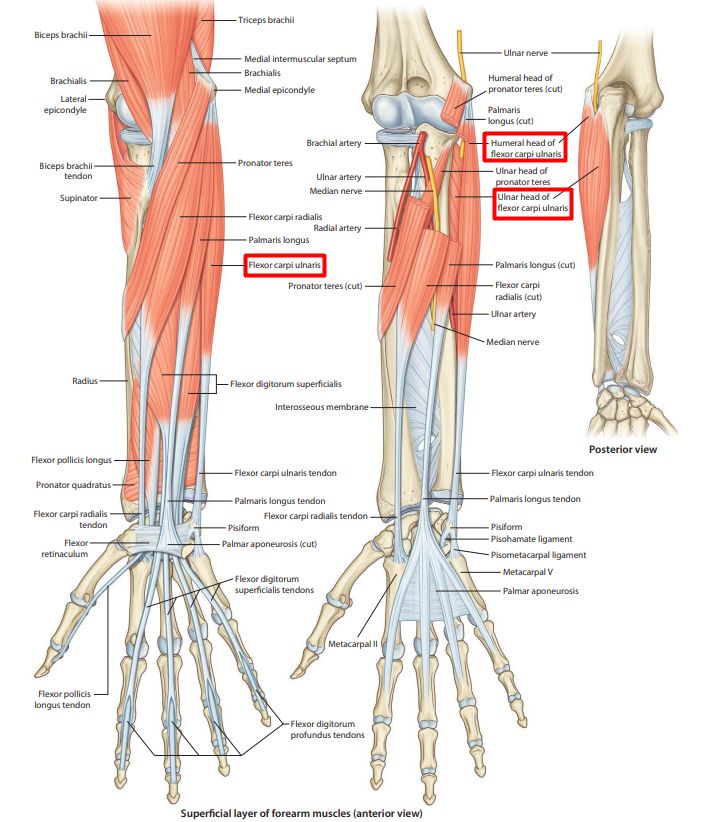 Biceps brachii
Triceps brachii
Medial intermuscular septum
Brachialis
Brachialis
Medial epicondyle
Lateral
epicondyle
Biceps brachii
tendon
Pronator teres
Supinator
Flexor carpi radialis
Palmaris longus
Flexor carpi ulnaris
Radius
Flexor digitorum superficialis
Flexor pollicis longus
Flexor carpi ulnaris tendon
Pronator quadratus
Palmaris longus tendon
Flexor carpi radialis
tendon
Pisiform
Flexor
retinaculum
Palmar aponeurosis (cut)
Flexor digitorum
superficialis tendons
Flexor pollicis
longus tendon
Flexor digitorum
profundus tendons
Ulnar nerve
Humeral head of
pronator teres (cut)
Palmaris
longus (cut)
Brachial artery
Humeral head of
flexor carpi ulnaris
Ulnar artery
Ulnar head of
pronator teres
Median nerve
Ulnar head of
flexor carpi ulnaris
Radial artery
Palmaris longus (cut)
Pronator teres (cut)
Flexor carpi
radialis (cut)
Ulnar artery
Median nerve
Interosseous membrane
Flexor carpi ulnaris tendon
Palmaris longus tendon
Flexor carpi radialis tendon
Pisiform
Pisohamate ligament
Pisometacarpal ligament
Metacarpal V
Palmar aponeurosis
Metacarpal II
Posterior view
Superficial layer of forearm muscles (anterior view)